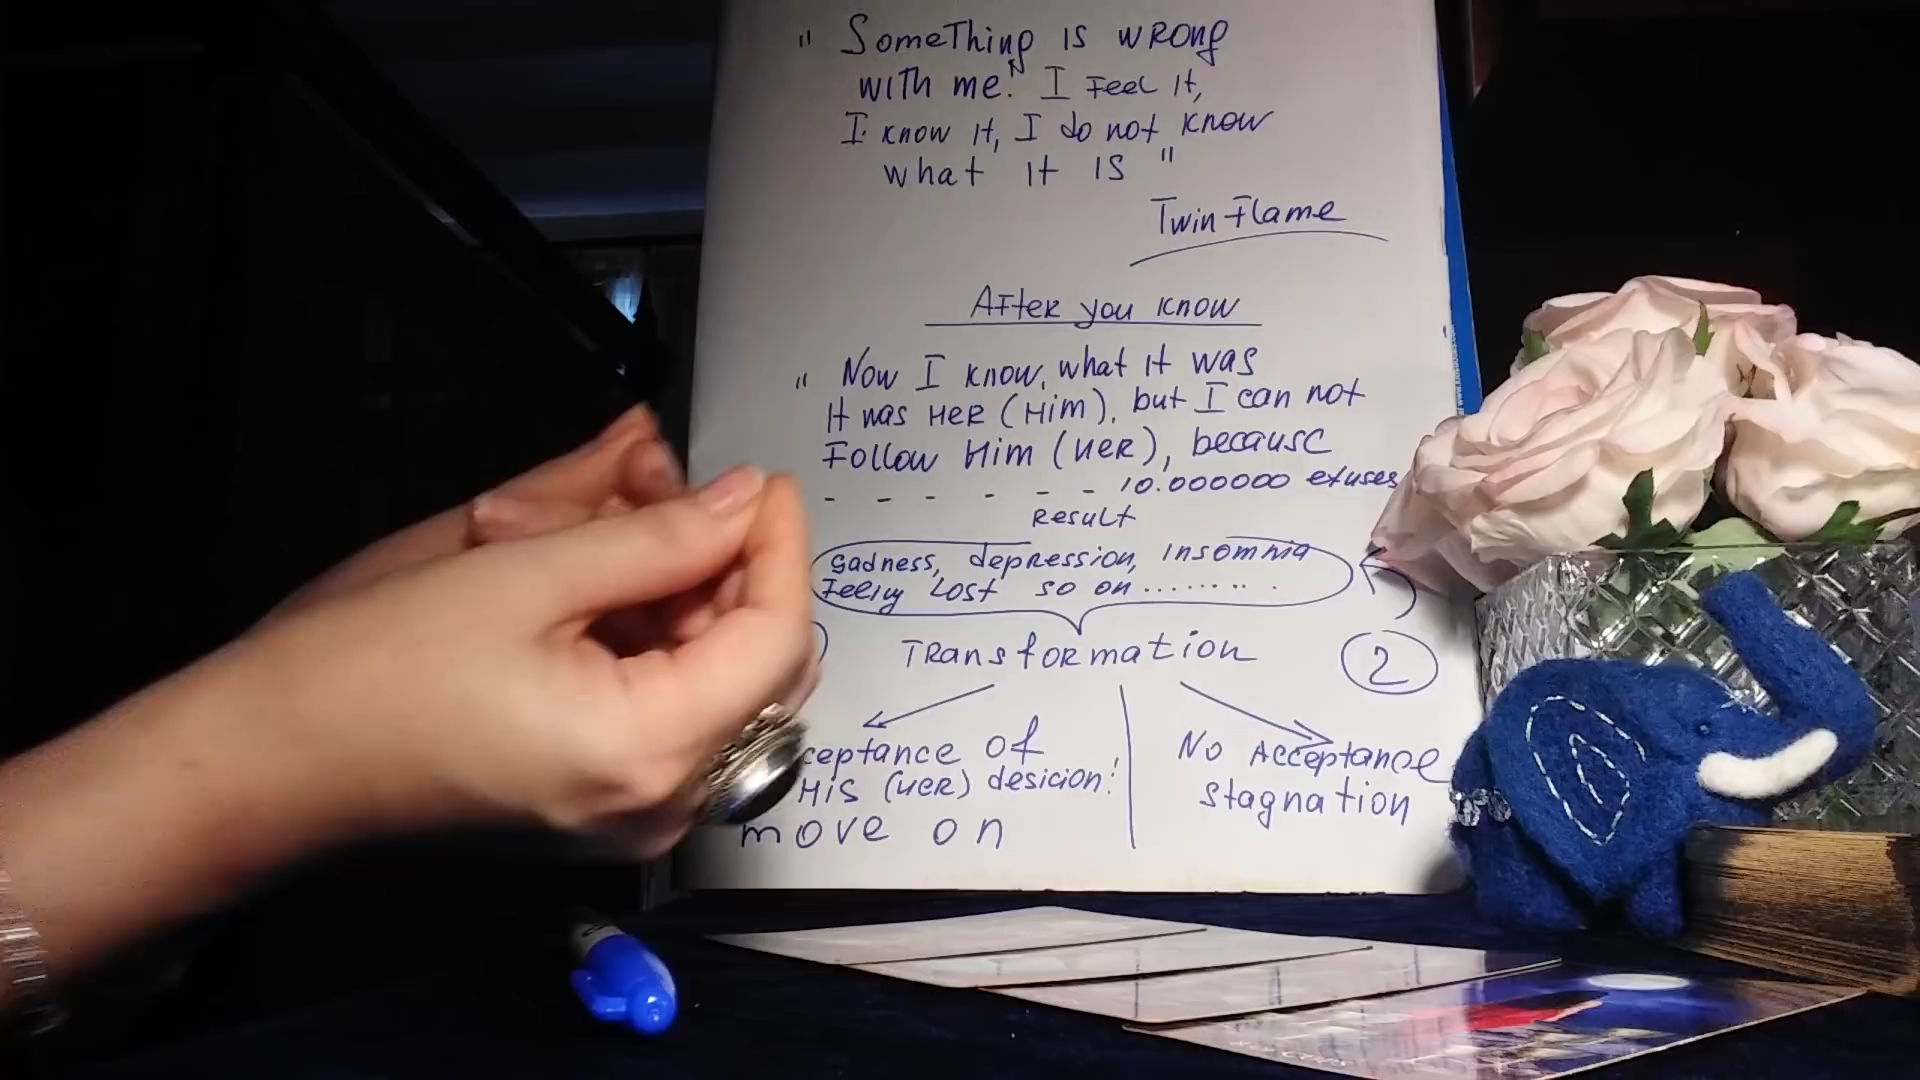 " Something is wrong
with me." I feel it,
I know it, I do not know
what it is "
Twin Flame
After you know
" Now I know, what it was
It was Her (Him), but I can not
Follow Him (Her), because
- - - - - - 10.000000 exuses
Result
Sadness, depression, insomnia
Feeliy Lost so on ........
Transformation
2
ceptance of
His (Her) desicion!
move on
No Acceptance
Stagnation